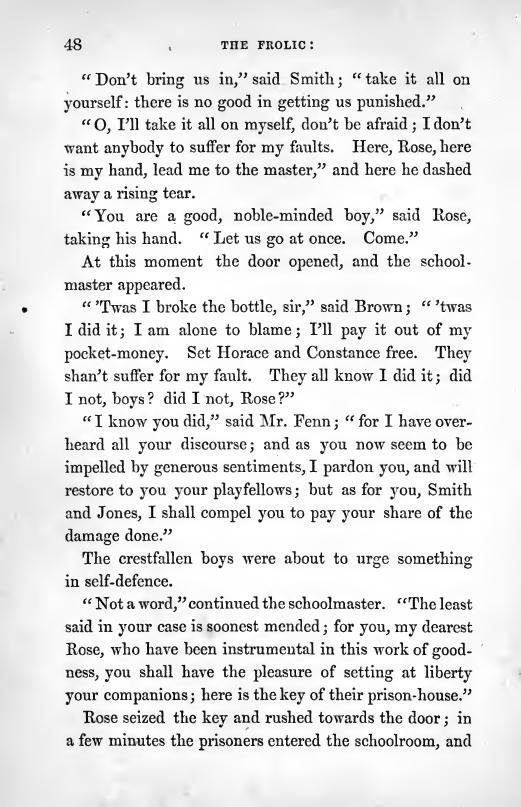 48 THE FROLIC:
“Don’t bring us in,” said Smith; “take it all on
yourself: there is no good in getting us punished.”
“O, I’ll take it all on myself, don’t be afraid; I don’t
want anybody to suffer for my faults. Here, Rose, here
is my hand, lead me to the master,” and here he dashed
away a rising tear.
“You are a good, noble-minded boy,” said Rose,
taking his hand. “Let us go at once. Come.”
At this moment the door opened, and the school-
master appeared.
“’Twas I broke the bottle, sir,” said Brown; “’twas
I did it; I am alone to blame; I’ll pay it out of my
pocket-money. Set Horace and Constance free. They
shan’t suffer for my fault. They all know I did it; did
I not, boys? did I not, Rose?”
“I know you did,” said Mr. Fenn; “for I have over-
heard all your discourse; and as you now seem to be
impelled by generous sentiments, I pardon you, and will
restore to you your playfellows; but as for you, Smith
and Jones, I shall compel you to pay your share of the
damage done.”
The crestfallen boys were about to urge something
in self-defence.
“Not a word,” continued the schoolmaster. “The least
said in your case is soonest mended; for you, my dearest
Rose, who have been instrumental in this work of good-
ness, you shall have the pleasure of setting at liberty
your companions; here is the key of their prison-house.”
Rose seized the key and rushed towards the door; in
a few minutes the prisoners entered the schoolroom, and